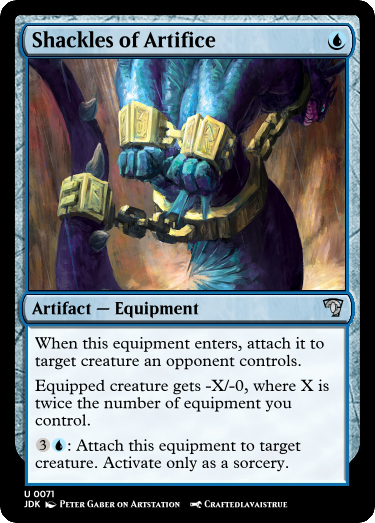 Shackles of Artifice
Artifact — Equipment
When this equipment enters, attach it to
target creature an opponent controls.
Equipped creature gets -X/-0, where X is
twice the number of equipment you
control.
3 : Attach this equipment to target
creature. Activate only as a sorcery.
U 0071
JDK Peter Gaber on Artstation Craftedlavaistrue